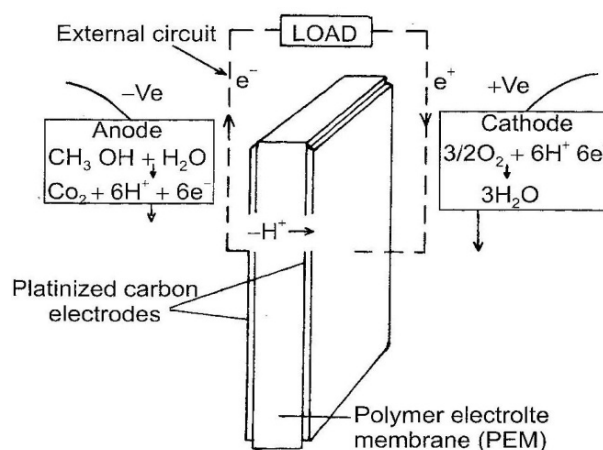 External circuit
LOAD
e⁻
e⁺
–Ve
+Ve
Anode
CH₃ OH + H₂O
Co₂ + 6H⁺ + 6e⁻
Cathode
3/2O₂ + 6H⁺ 6e
3H₂O
–H⁺
Platinized carbon
electrodes
Polymer electrolte
membrane (PEM)